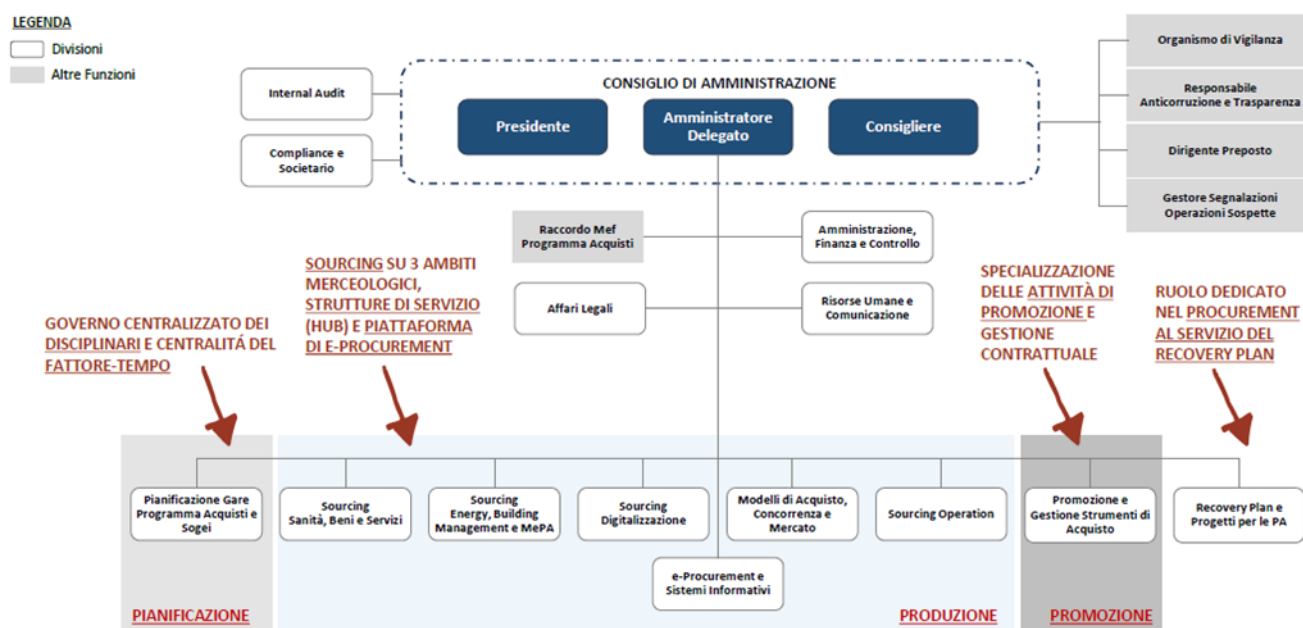 LEGENDA
Divisioni
Altre Funzioni
Internal Audit
Compliance e
Societario
CONSIGLIO DI AMMINISTRAZIONE
Presidente
Amministratore
Delegato
Consigliere
Organismo di Vigilanza
Responsabile
Anticorruzione e Trasparenza
Dirigente Preposto
Gestore Segnalazioni
Operazioni Sospette
Raccordo Mef
Programma Acquisti
Amministrazione,
Finanza e Controllo
Affari Legali
Risorse Umane e
Comunicazione
GOVERNO CENTRALIZZATO DEI
DISCIPLINARI E CENTRALITÁ DEL
FATTORE-TEMPO
SOURCING SU 3 AMBITI
MERCEOLOGICI,
STRUTTURE DI SERVIZIO
(HUB) E PIATTAFORMA
DI E-PROCUREMENT
SPECIALIZZAZIONE
DELLE ATTIVITÀ DI
PROMOZIONE E
GESTIONE
CONTRATTUALE
RUOLO DEDICATO
NEL PROCUREMENT
AL SERVIZIO DEL
RECOVERY PLAN
Pianificazione Gare
Programma Acquisti e
Sogei
Sourcing
Sanità, Beni e Servizi
Sourcing
Energy, Building
Management e MePA
Sourcing
Digitalizzazione
Modelli di Acquisto,
Concorrenza e
Mercato
Sourcing Operation
Promozione e
Gestione Strumenti di
Acquisto
Recovery Plan e
Progetti per le PA
e-Procurement e
Sistemi Informativi
PIANIFICAZIONE
PRODUZIONE
PROMOZIONE